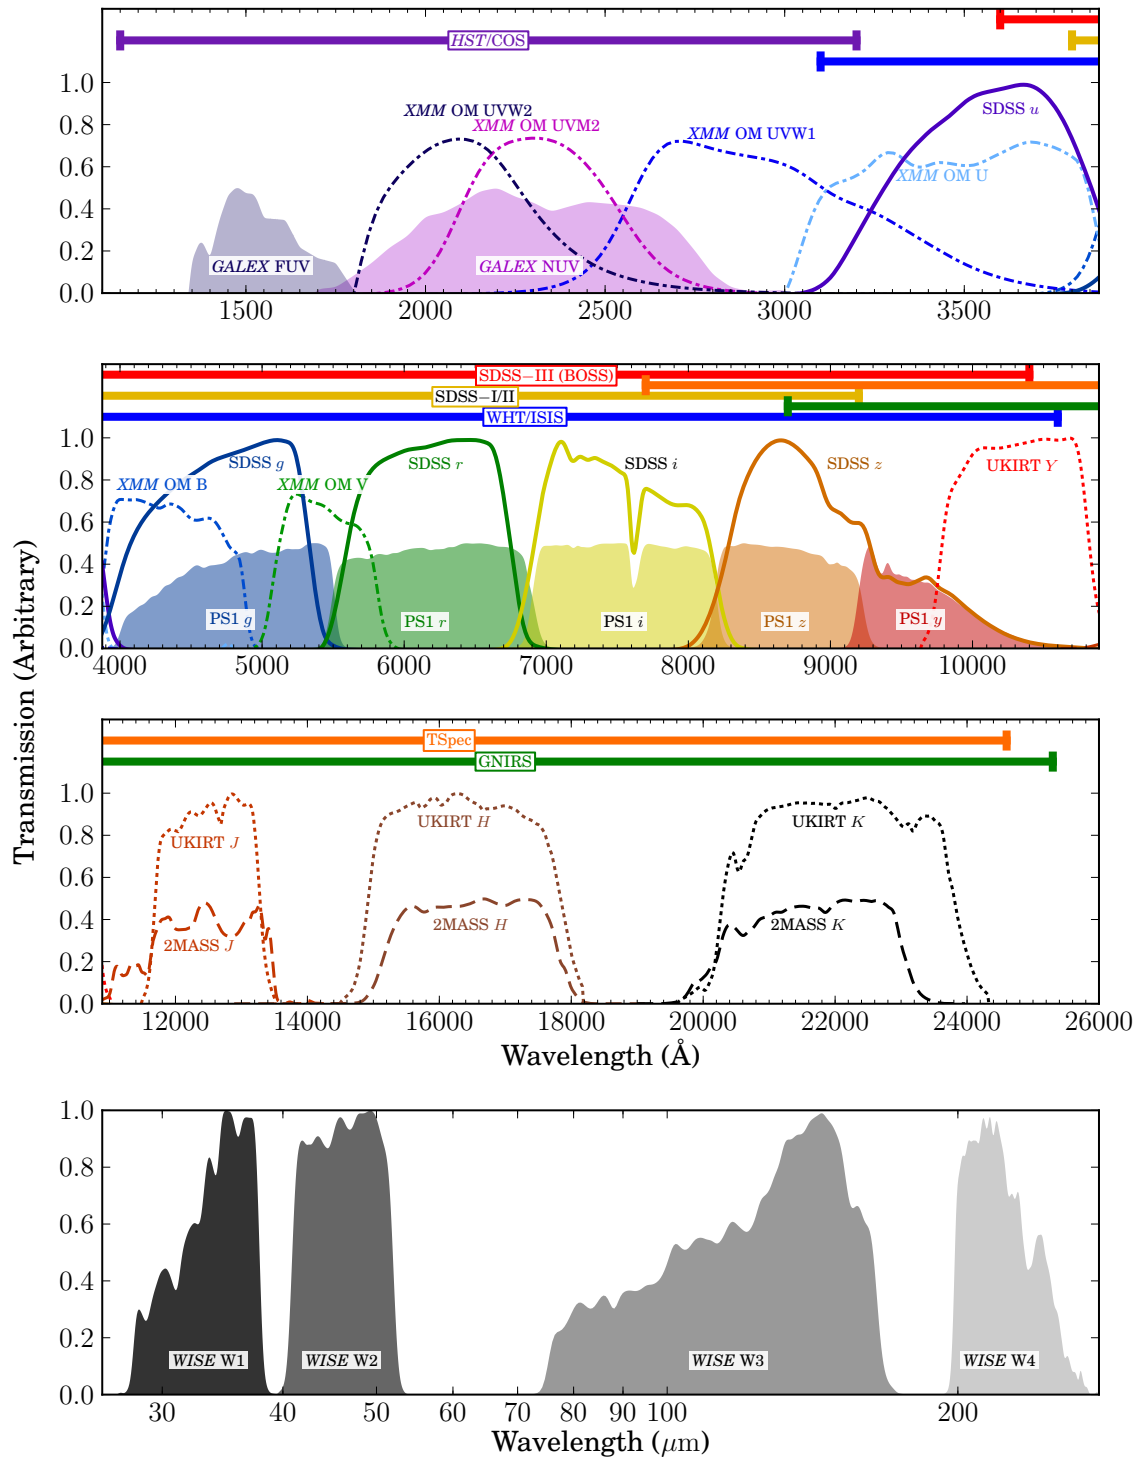 HST/COS
1.0
XMM OM UVW2
XMM OM UVM2
XMM OM UVW1
SDSS u
0.8
0.6
XMM OM U
0.4
0.2
GALEX FUV
GALEX NUV
0.0
1500
2000
2500
3000
3500
SDSS−III (BOSS)
SDSS−I/II
WHT/ISIS
1.0
SDSS g
SDSS r
SDSS i
SDSS z
UKIRT Y
0.8
XMM OM B
XMM OM V
0.6
0.4
0.2
PS1 g
PS1 r
PS1 i
PS1 z
PS1 y
0.0
4000
5000
6000
7000
8000
9000
10000
Transmission (Arbitrary)
TSpec
GNIRS
1.0
UKIRT J
UKIRT H
UKIRT K
0.8
0.6
0.4
2MASS J
2MASS H
2MASS K
0.2
0.0
12000
14000
16000
18000
20000
22000
24000
26000
Wavelength (Å)
1.0
0.8
0.6
0.4
0.2
WISE W1
WISE W2
WISE W3
WISE W4
0.0
30
40
50
60
70
80
90
100
200
Wavelength (μm)